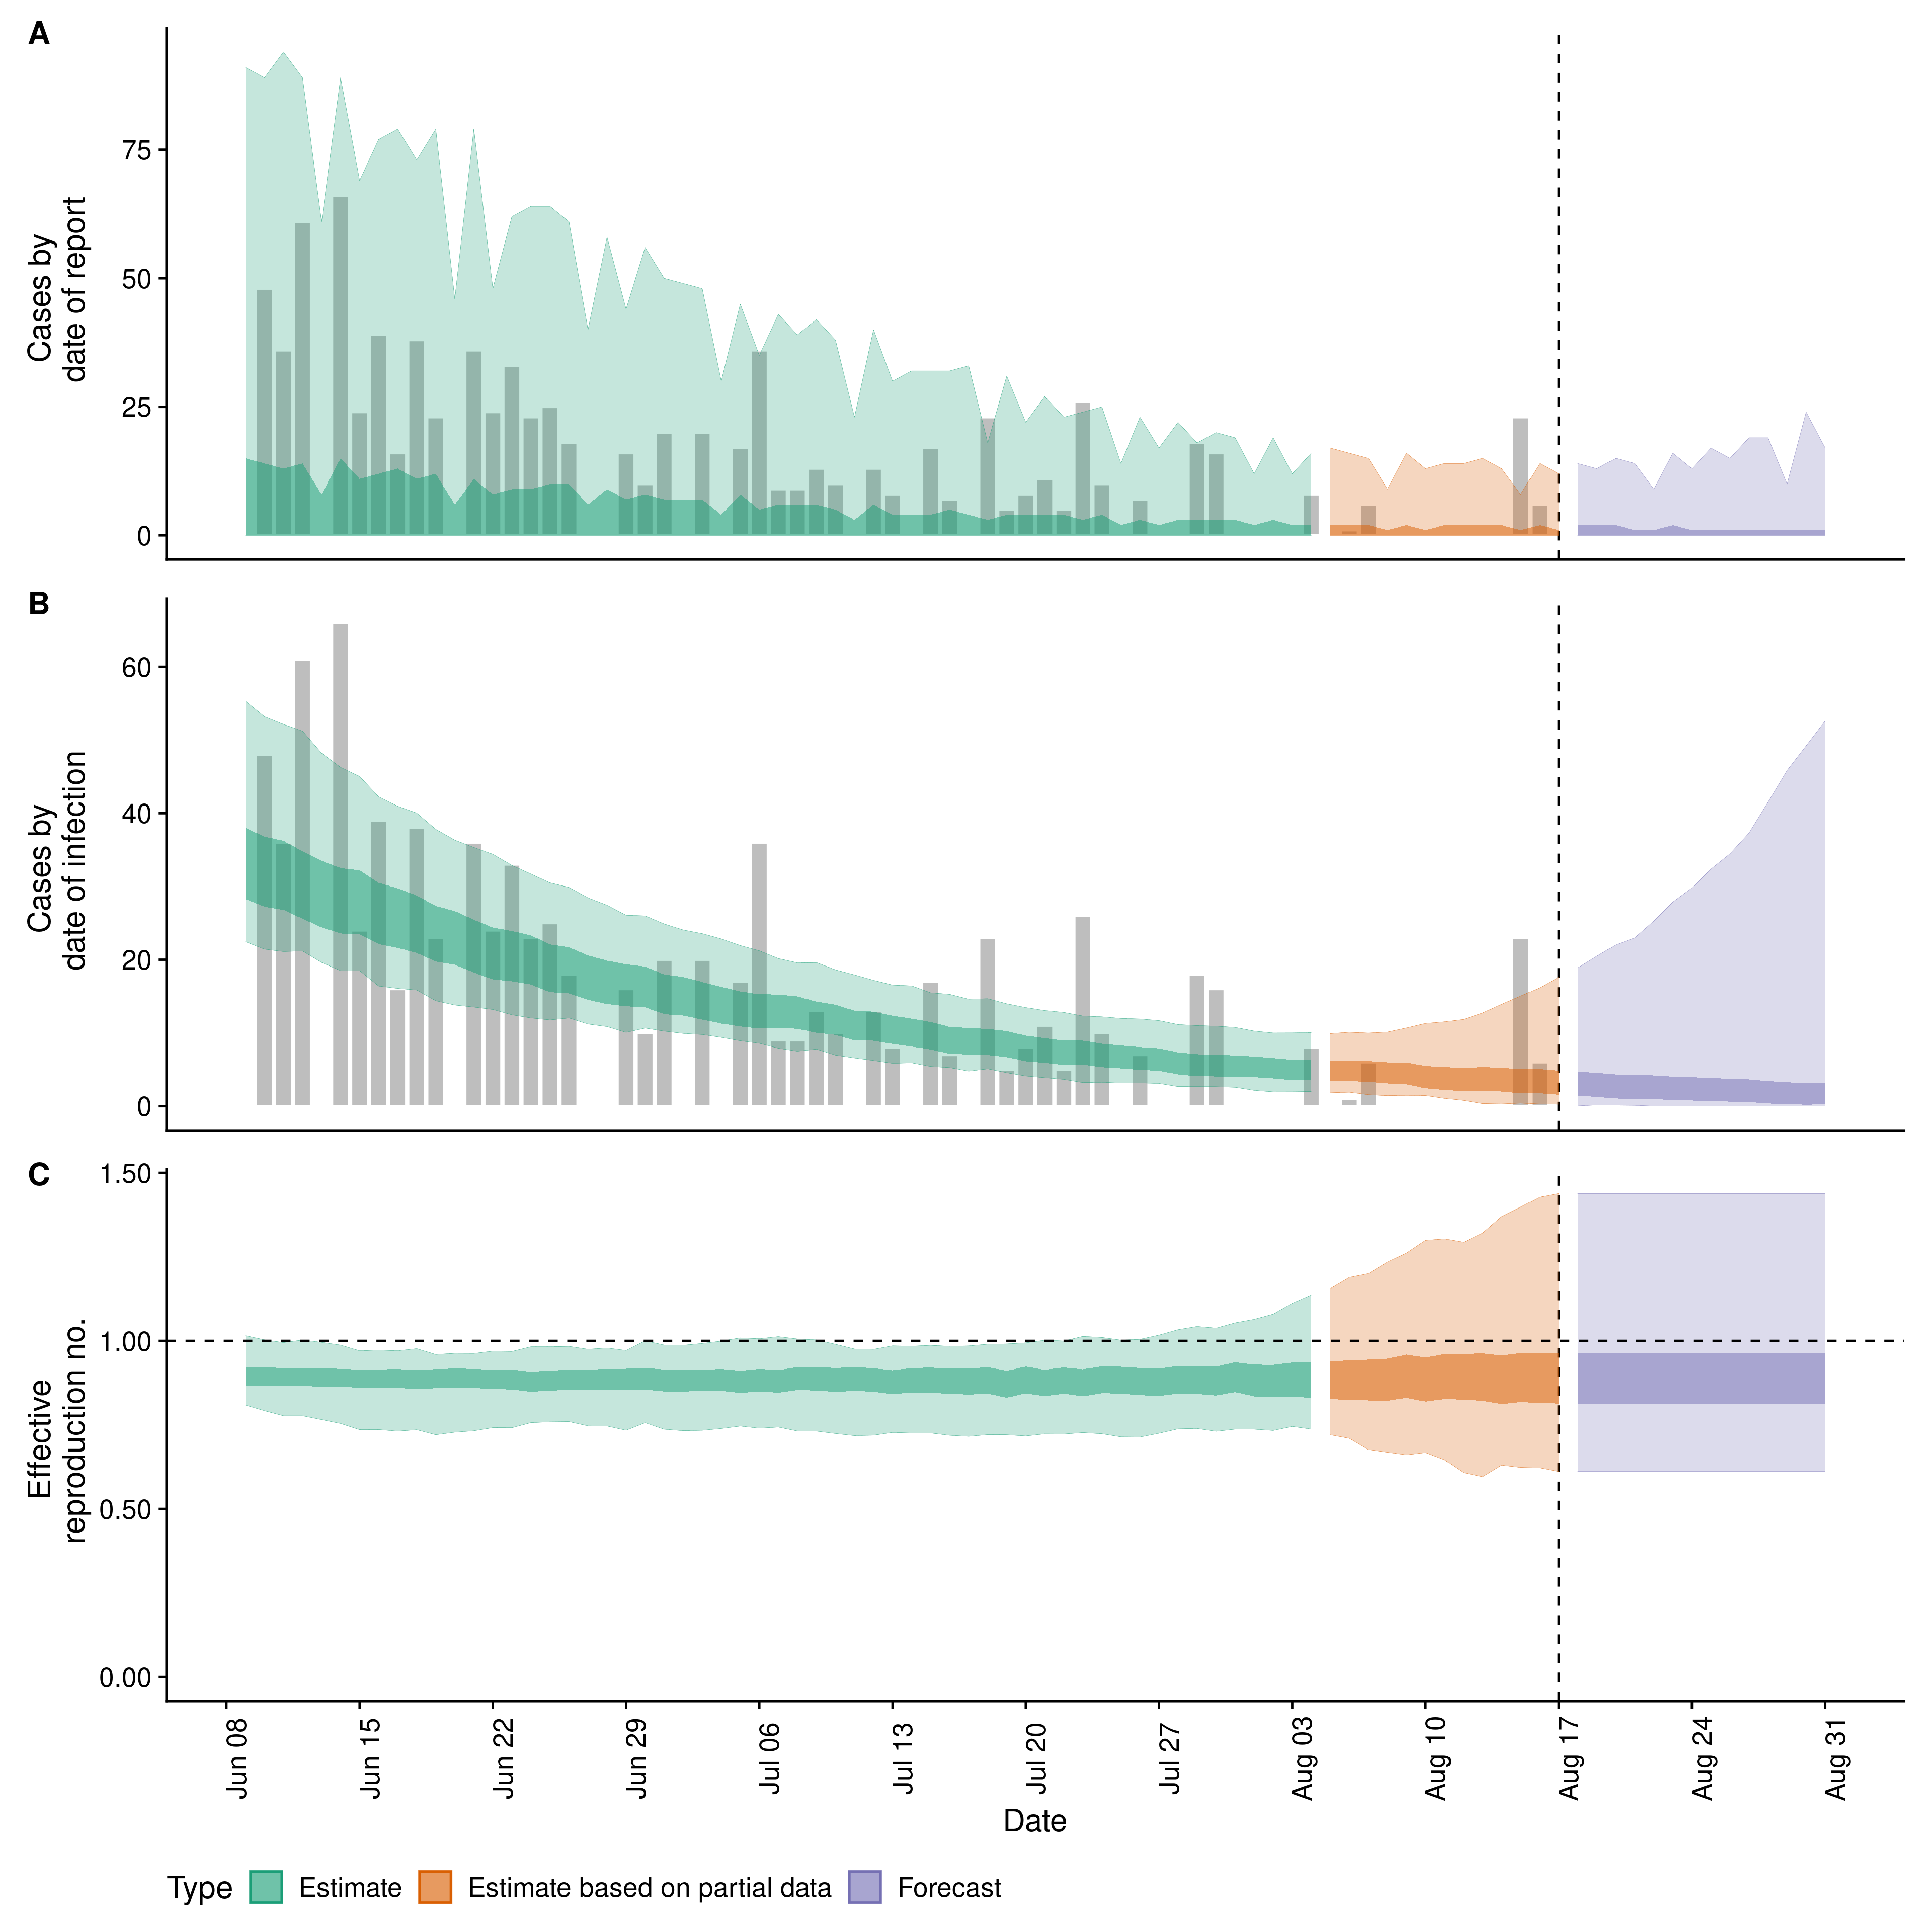 A
Cases by
date of report
75
50
25
0
B
Cases by
date of infection
60
40
20
0
C
Effective
reproduction no.
1.50
1.00
0.50
0.00
Jun 08
Jun 15
Jun 22
Jun 29
Jul 06
Jul 13
Jul 20
Jul 27
Aug 03
Aug 10
Aug 17
Aug 24
Aug 31
Date
Type Estimate Estimate based on partial data Forecast